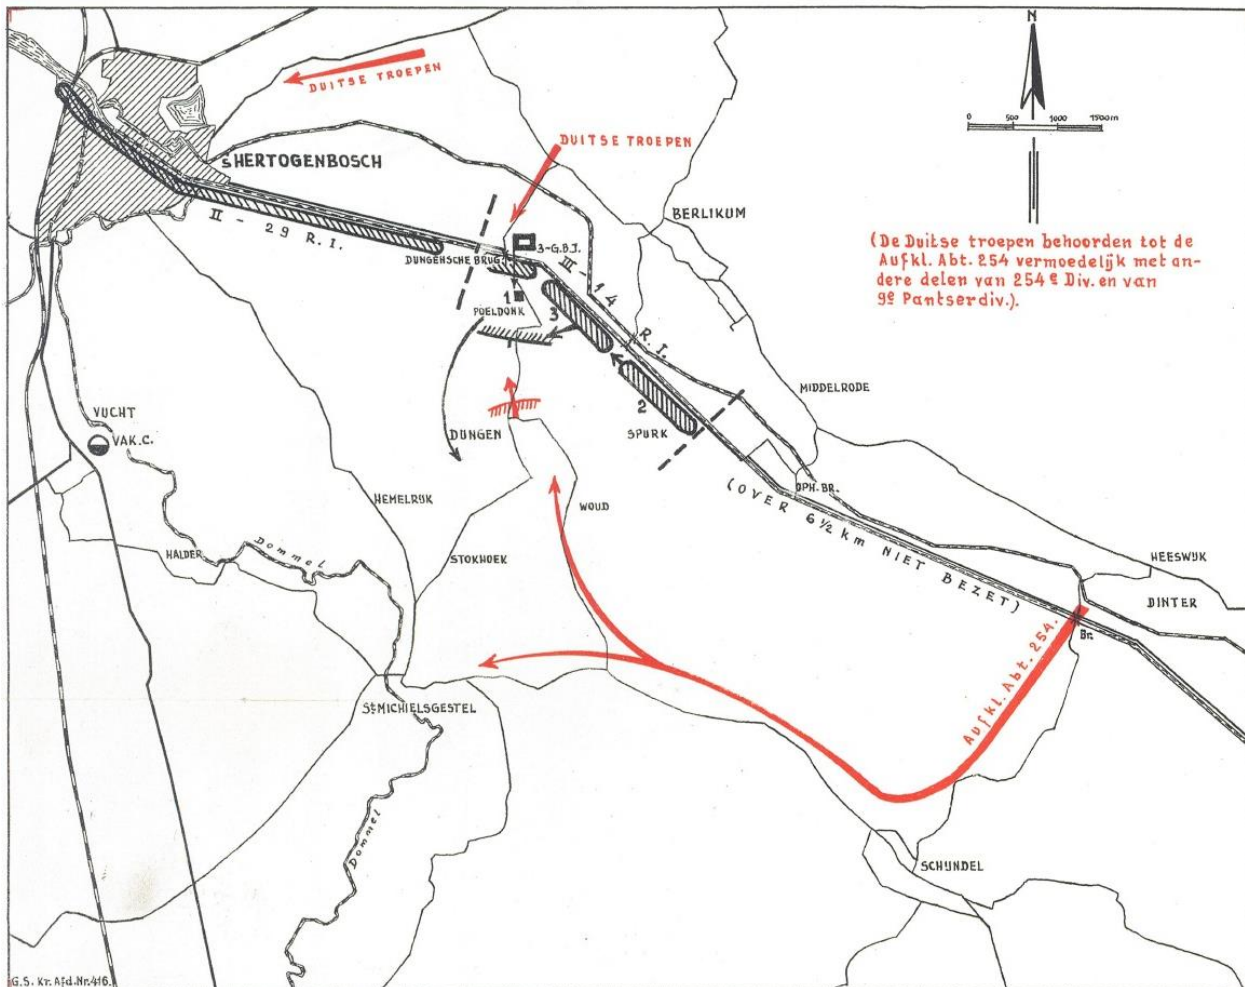 N
0 500 1000 1500m
DUITSE TROEPEN
DUITSE TROEPEN
'SHERTOGENBOSCH
BERLIKUM
II - 29 R.I.
3-G.B.J.
DUNGENSCHE BRUG.
(De Duitse troepen behoorden tot de
Aufkl. Abt. 254 vermoedelijk met an-
dere delen van 254e Div. en van
9e Pantserdiv.).
1
POELDONK
3
III - 14 R.I.
MIDDELRODE
2
VUCHT
VAK.C.
DUNGEN
SPURK
OPH. BR.
HEMELRIJK
WOUD
(OVER 6½ km NIET BEZET)
HALDER
Dommel
STOKHOEK
HEESWIJK
DINTER
Br.
Aufkl. Abt. 254.
St MICHIELSGESTEL
Dommel
SCHIJNDEL
G.S. Kr. Afd. Nr. 416.